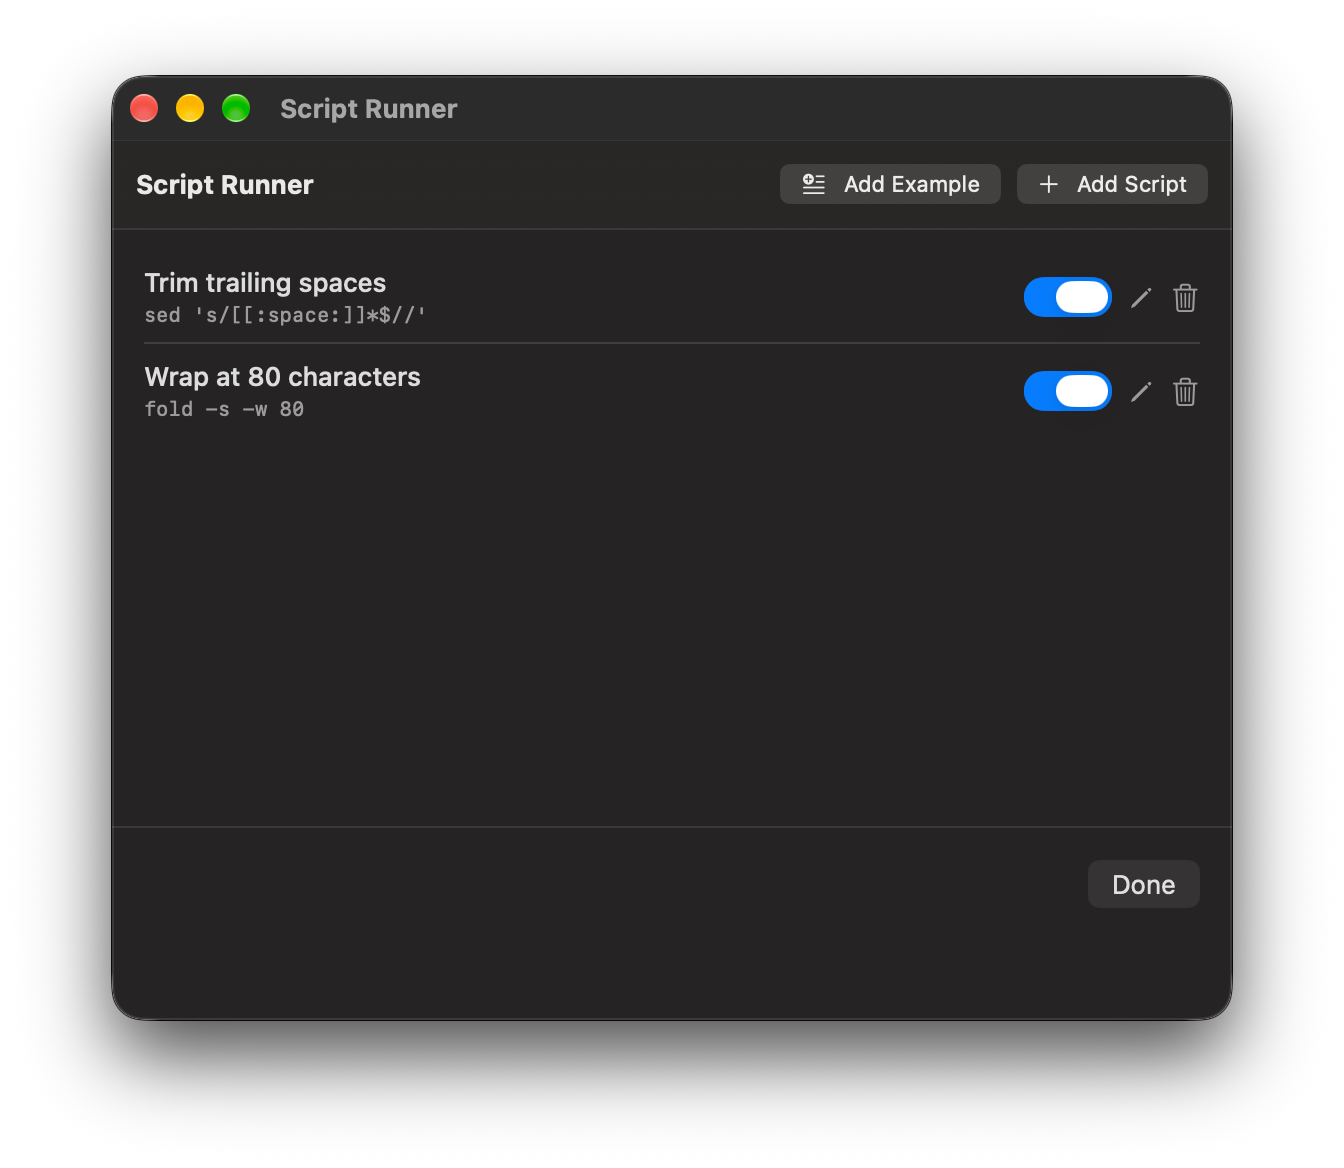 Script Runner
Script Runner
Add Example
Add Script
Trim trailing spaces
sed 's/[[:space:]]*$//'
Wrap at 80 characters
fold -s -w 80
Done